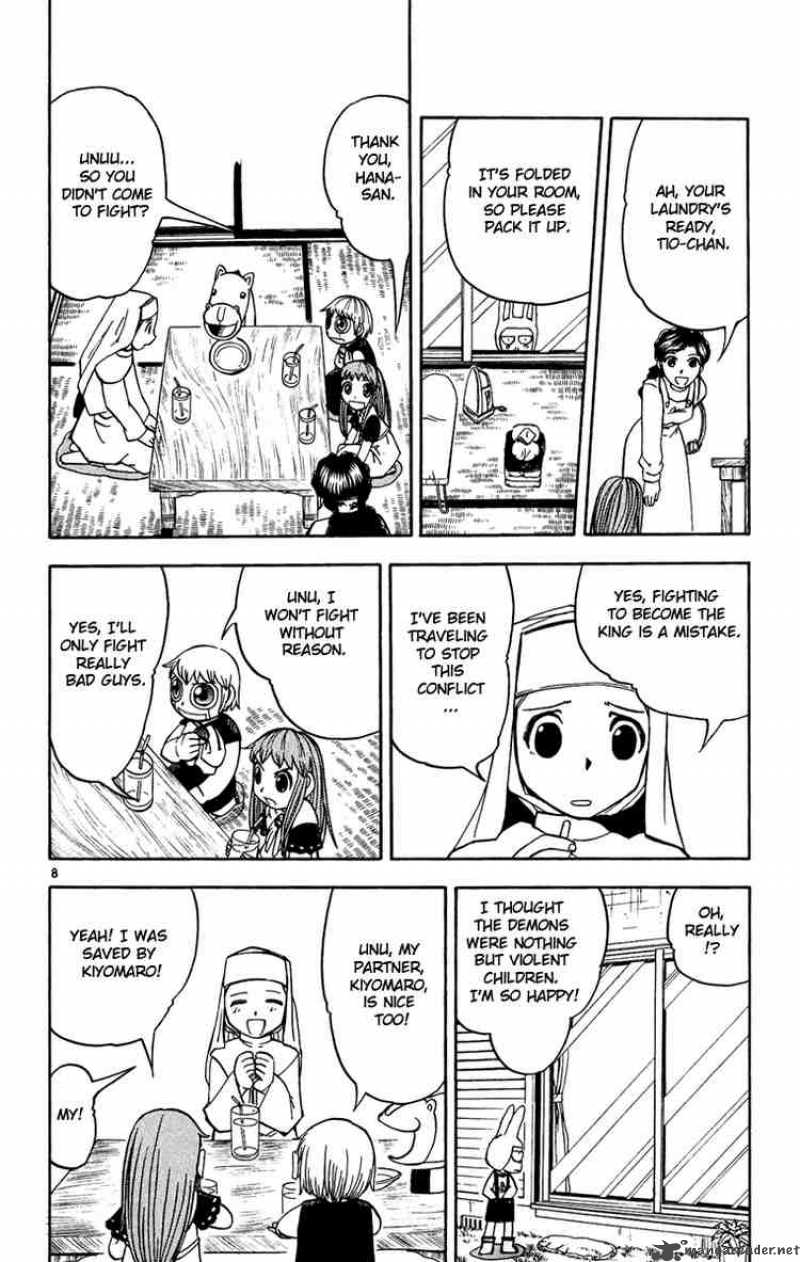 AH, YOUR
LAUNDRY'S
READY,
TIO-CHAN.
IT'S FOLDED
IN YOUR ROOM,
SO PLEASE
PACK IT UP.
THANK
YOU,
HANA-
SAN.
UNUU...
SO YOU
DIDN'T COME
TO FIGHT?
YES, FIGHTING
TO BECOME THE
KING IS A MISTAKE.
I'VE BEEN
TRAVELING
TO STOP
THIS
CONFLICT
...
UNU, I
WON'T FIGHT
WITHOUT
REASON.
YES, I'LL
ONLY FIGHT
REALLY
BAD GUYS.
8
OH,
REALLY
!?
I THOUGHT
THE DEMONS
WERE NOTHING
BUT VIOLENT
CHILDREN.
I'M SO HAPPY!
UNU, MY
PARTNER,
KIYOMARO,
IS NICE
TOO!
YEAH! I WAS
SAVED BY
KIYOMARO!
MY!
mangareader.net